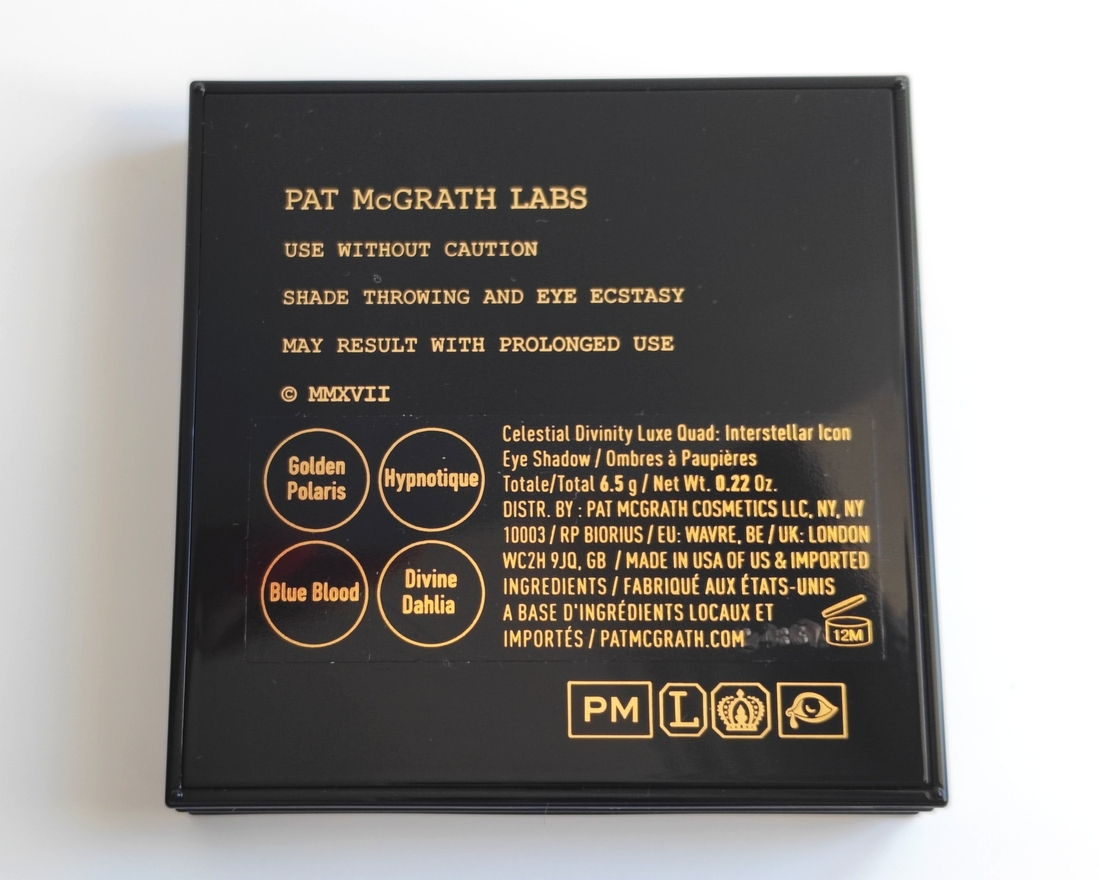 PAT McGRATH LABS
USE WITHOUT CAUTION
SHADE THROWING AND EYE ECSTASY
MAY RESULT WITH PROLONGED USE
© MMXVII
Golden
Polaris
Hypnotique
Blue Blood
Divine
Dahlia
Celestial Divinity Luxe Quad: Interstellar Icon
Eye Shadow / Ombres à Paupières
Totale/Total 6.5 g / Net Wt. 0.22 Oz.
DISTR. BY : PAT MCGRATH COSMETICS LLC, NY, NY
10003 / RP BIORIUS / EU: WAVRE, BE / UK: LONDON
WC2H 9JQ, GB / MADE IN USA OF US & IMPORTED
INGREDIENTS / FABRIQUÉ AUX ÉTATS-UNIS
A BASE D'INGRÉDIENTS LOCAUX ET
IMPORTÉS / PATMCGRATH.COM
12M
PM L